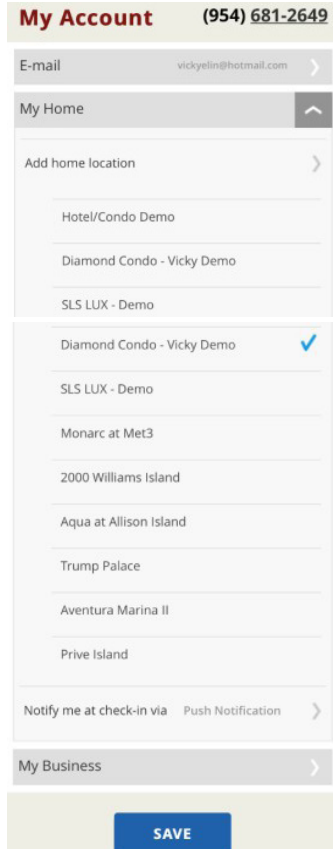 My Account (954) 681-2649
E-mail vickyelin@hotmail.com
My Home
Add home location
Hotel/Condo Demo
Diamond Condo - Vicky Demo
SLS LUX - Demo
Diamond Condo - Vicky Demo
SLS LUX - Demo
Monarc at Met3
2000 Williams Island
Aqua at Allison Island
Trump Palace
Aventura Marina II
Prive Island
Notify me at check-in via Push Notification
My Business
SAVE